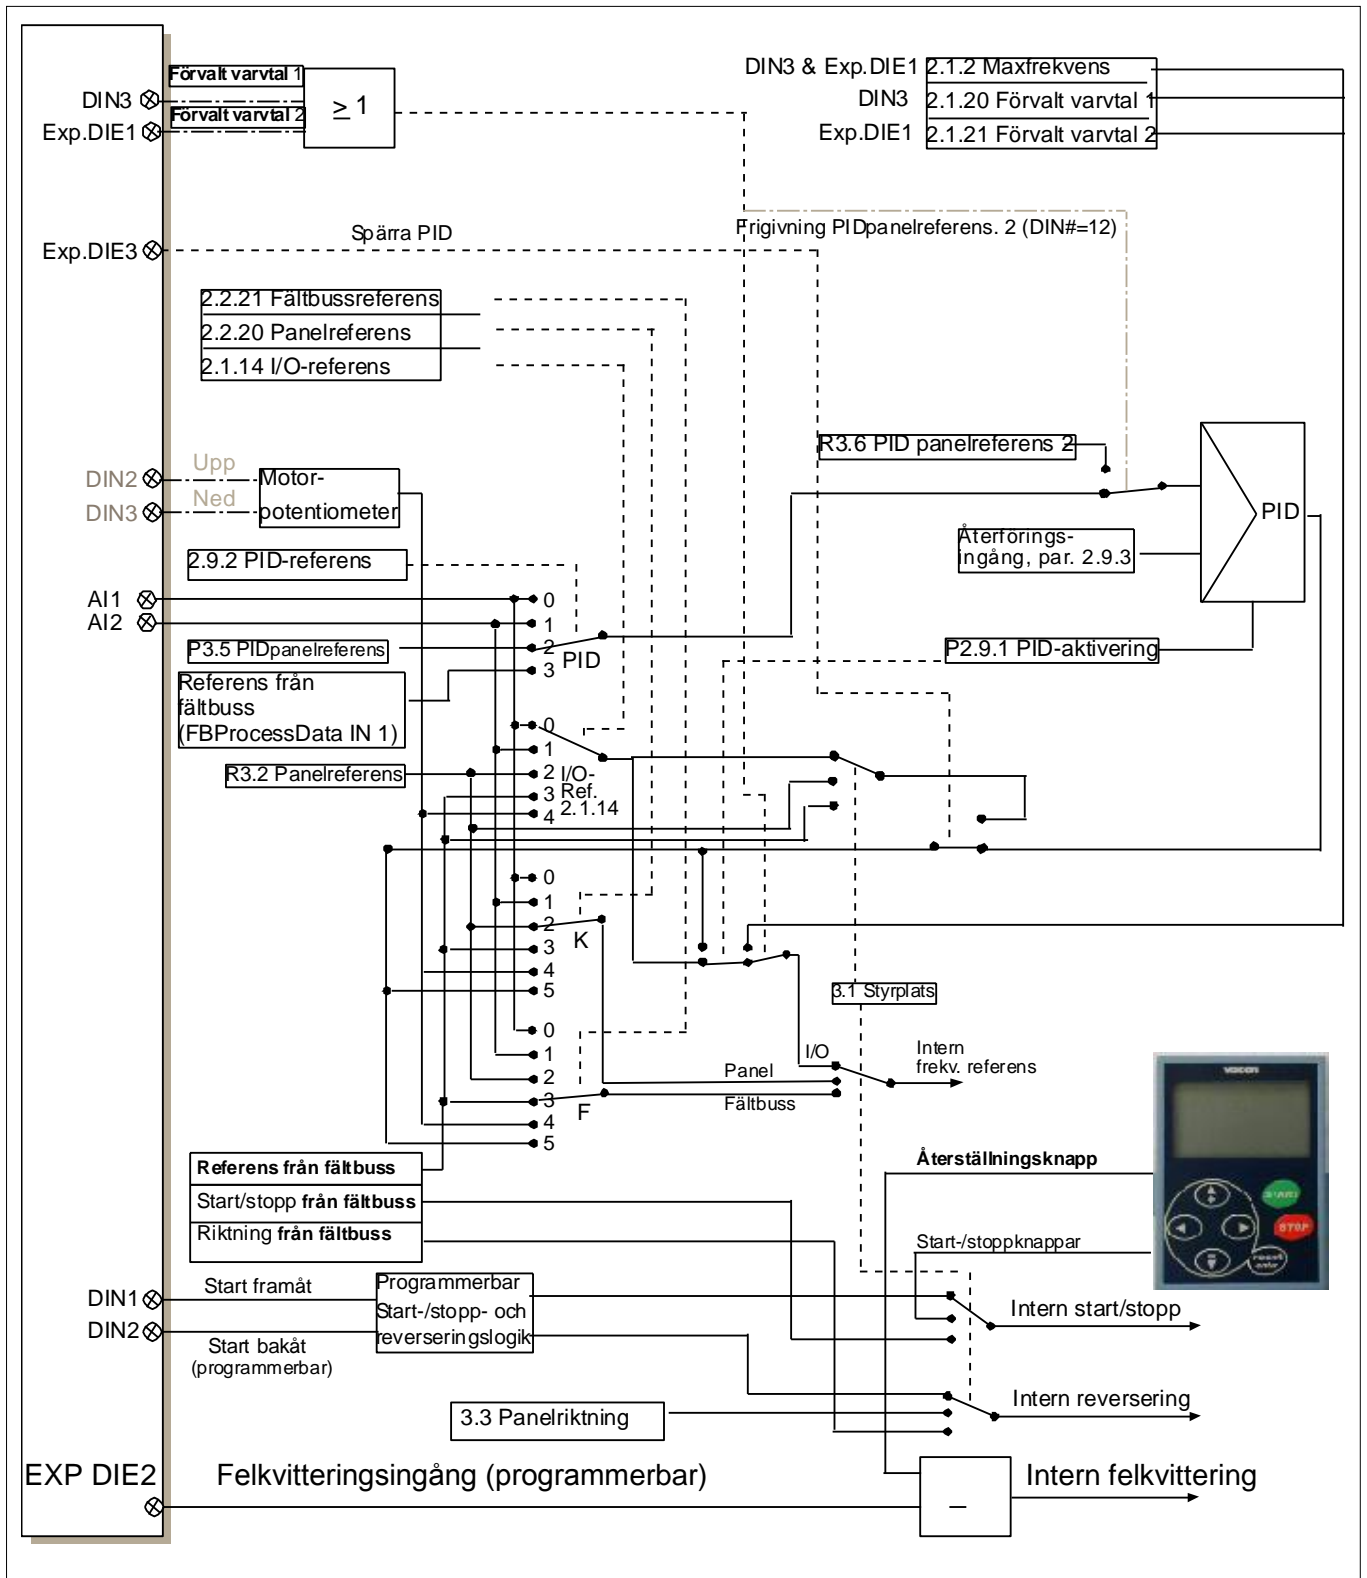 Förvalt varvtal 1
DIN3
Förvalt varvtal 2
Exp.DIE1
≥ 1
DIN3 & Exp.DIE1 2.1.2 Maxfrekvens
DIN3 2.1.20 Förvalt varvtal 1
Exp.DIE1 2.1.21 Förvalt varvtal 2
Exp.DIE3
Spärra PID
Frigivning PIDpanelreferens. 2 (DIN#=12)
2.2.21 Fältbussreferens
2.2.20 Panelreferens
2.1.14 I/O-referens
R3.6 PID panelreferens 2
DIN2
Upp
DIN3
Ned
Motor-
potentiometer
PID
Återförings-
ingång, par. 2.9.3
2.9.2 PID-referens
AI1
AI2
0
1
2
3
PID
P3.5 PIDpanelreferens
P2.9.1 PID-aktivering
Referens från
fältbuss
(FBProcessData IN 1)
R3.2 Panelreferens
0
1
2
3
4
I/O-
Ref.
2.1.14
0
1
2
3
4
5
K
3.1 Styrplats
0
1
2
3
4
5
F
I/O
Panel
Fältbuss
Intern
frekv. referens
Referens från fältbuss
Start/stopp från fältbuss
Riktning från fältbuss
Återställningsknapp
Start-/stoppknappar
VACON
START
STOP
reset
enter
DIN1
Start framåt
DIN2
Start bakåt
(programmerbar)
Programmerbar
Start-/stopp- och
reverseringslogik
Intern start/stopp
3.3 Panelriktning
Intern reversering
EXP DIE2
Felkvitteringsingång (programmerbar)
–
Intern felkvittering